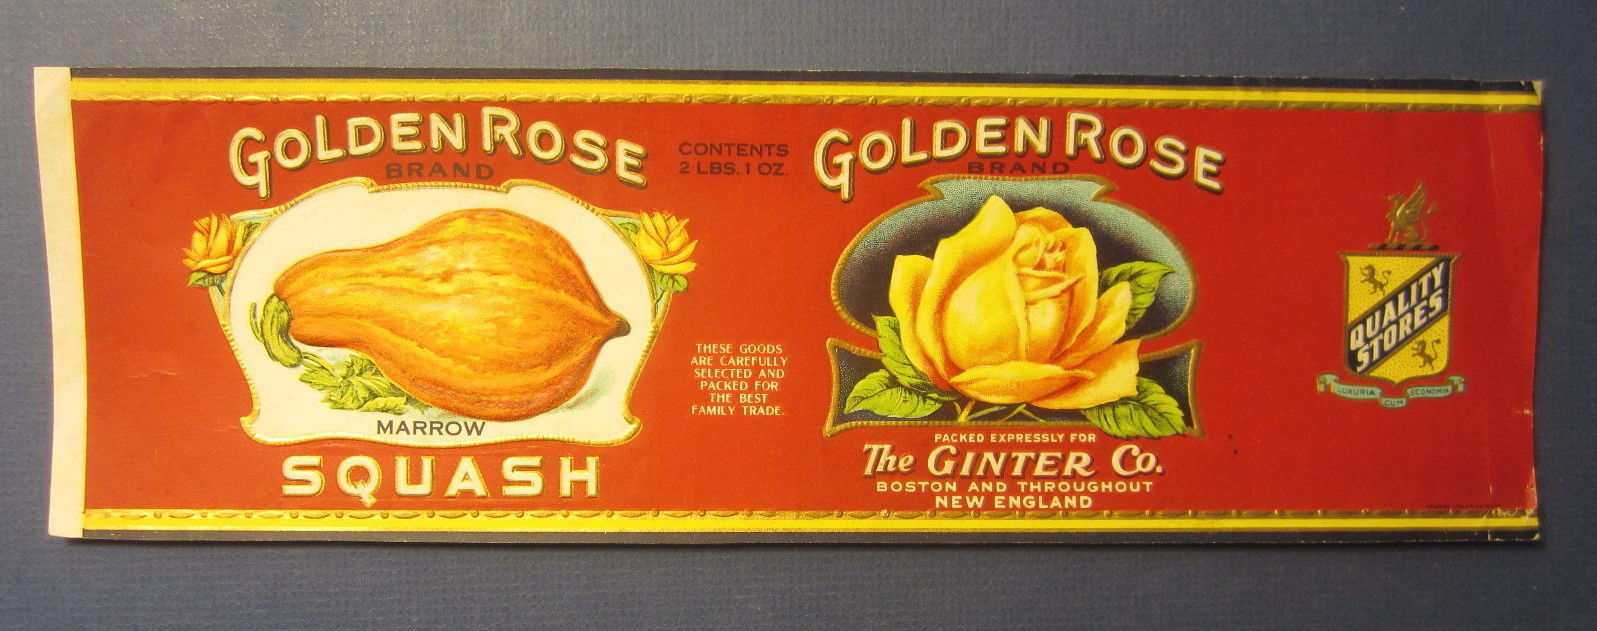 GOLDEN ROSE
BRAND
MARROW
SQUASH
CONTENTS
2 LBS. 1 OZ.
THESE GOODS
ARE CAREFULLY
SELECTED AND
PACKED FOR
THE BEST
FAMILY TRADE.
GOLDEN ROSE
BRAND
PACKED EXPRESSLY FOR
The GINTER Co.
BOSTON AND THROUGHOUT
NEW ENGLAND
QUALITY
STORES
LUXURIA CUM ECONOMIA